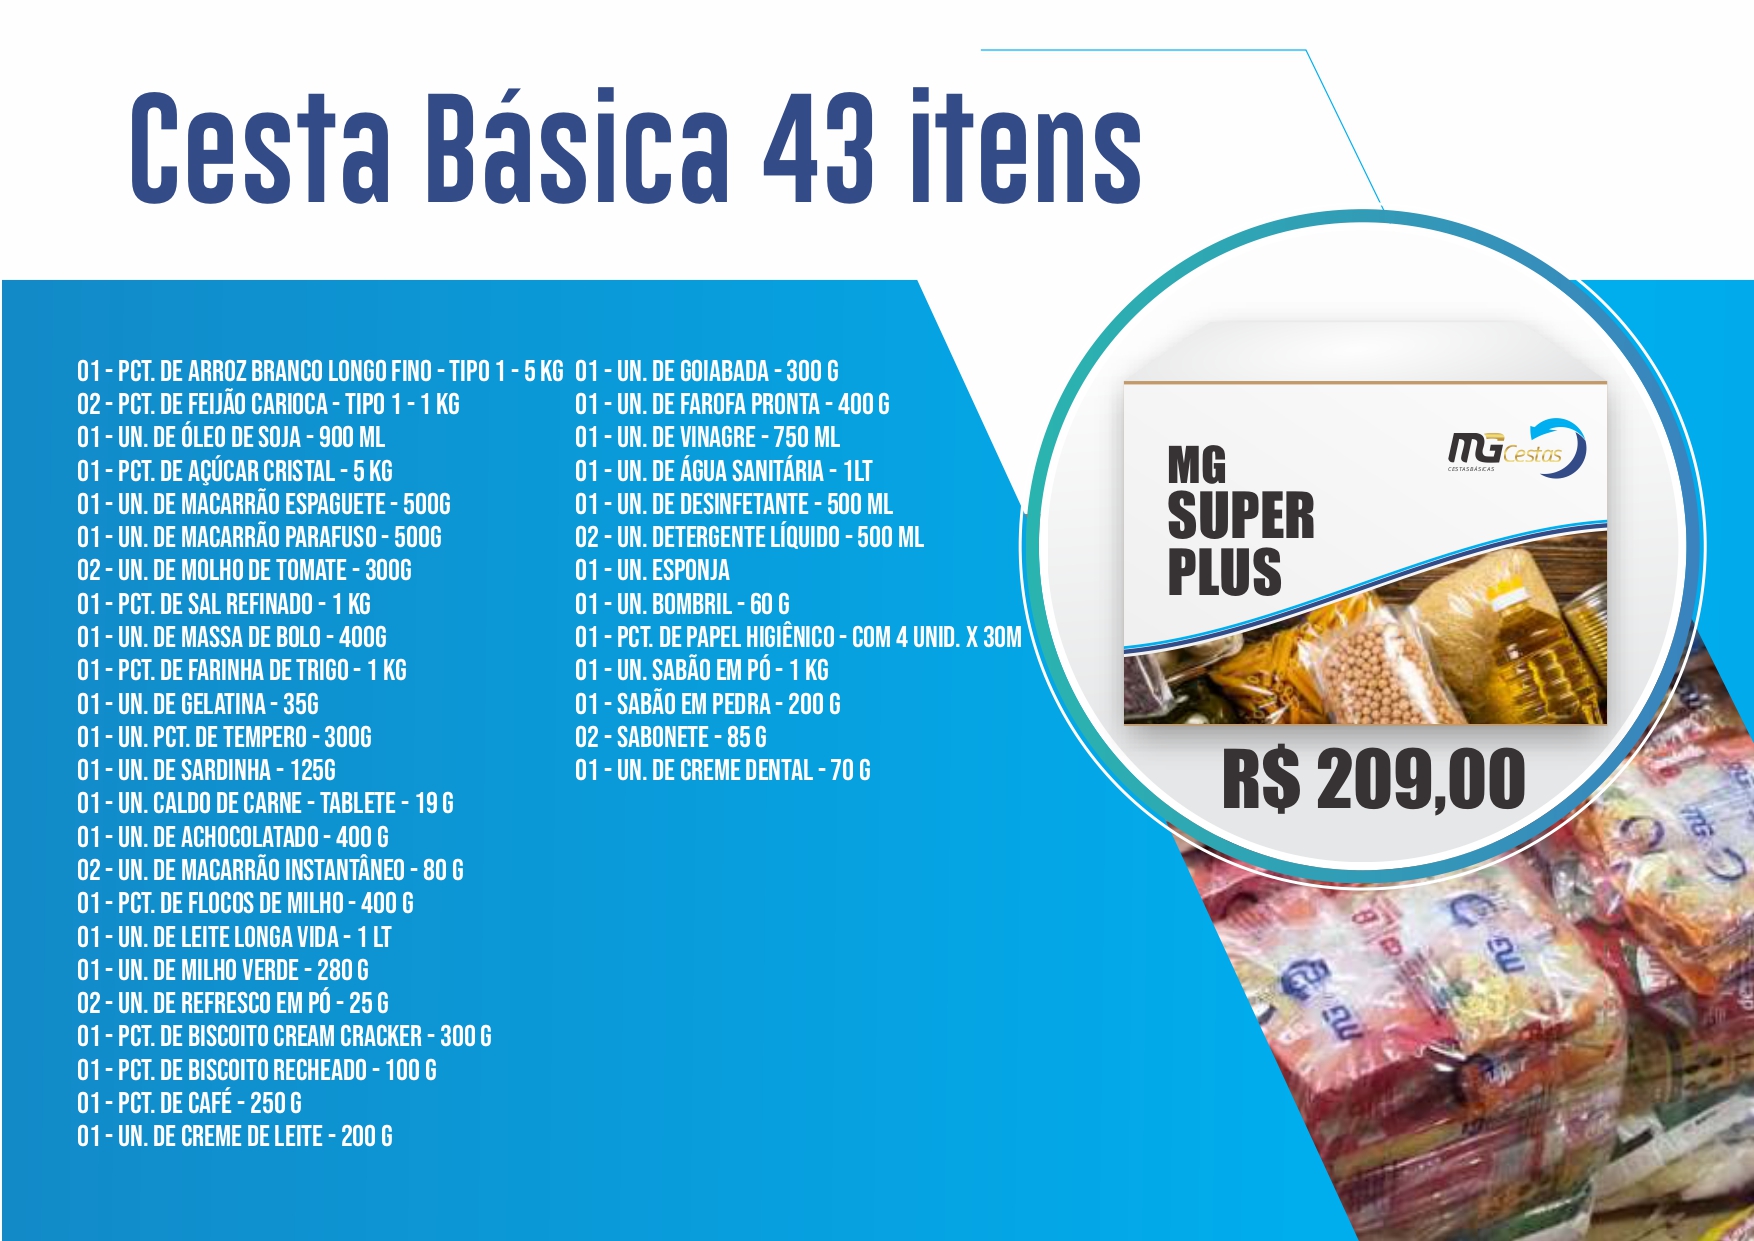 Cesta Básica 43 itens
01 - PCT. DE ARROZ BRANCO LONGO FINO - TIPO 1 - 5 KG
02 - PCT. DE FEIJÃO CARIOCA - TIPO 1 - 1 KG
01 - UN. DE ÓLEO DE SOJA - 900 ML
01 - PCT. DE AÇÚCAR CRISTAL - 5 KG
01 - UN. DE MACARRÃO ESPAGUETE - 500G
01 - UN. DE MACARRÃO PARAFUSO - 500G
02 - UN. DE MOLHO DE TOMATE - 300G
01 - PCT. DE SAL REFINADO - 1 KG
01 - UN. DE MASSA DE BOLO - 400G
01 - PCT. DE FARINHA DE TRIGO - 1 KG
01 - UN. DE GELATINA - 35G
01 - UN. PCT. DE TEMPERO - 300G
01 - UN. DE SARDINHA - 125G
01 - UN. CALDO DE CARNE - TABLETE - 19 G
01 - UN. DE ACHOCOLATADO - 400 G
02 - UN. DE MACARRÃO INSTANTÂNEO - 80 G
01 - PCT. DE FLOCOS DE MILHO - 400 G
01 - UN. DE LEITE LONGA VIDA - 1 LT
01 - UN. DE MILHO VERDE - 280 G
02 - UN. DE REFRESCO EM PÓ - 25 G
01 - PCT. DE BISCOITO CREAM CRACKER - 300 G
01 - PCT. DE BISCOITO RECHEADO - 100 G
01 - PCT. DE CAFÉ - 250 G
01 - UN. DE CREME DE LEITE - 200 G
01 - UN. DE GOIABADA - 300 G
01 - UN. DE FAROFA PRONTA - 400 G
01 - UN. DE VINAGRE - 750 ML
01 - UN. DE ÁGUA SANITÁRIA - 1LT
01 - UN. DE DESINFETANTE - 500 ML
02 - UN. DETERGENTE LÍQUIDO - 500 ML
01 - UN. ESPONJA
01 - UN. BOMBRIL - 60 G
01 - PCT. DE PAPEL HIGIÊNICO - COM 4 UNID. X 30M
01 - UN. SABÃO EM PÓ - 1 KG
01 - SABÃO EM PEDRA - 200 G
02 - SABONETE - 85 G
01 - UN. DE CREME DENTAL - 70 G
MG
SUPER
PLUS
MG Cestas
CESTAS BÁSICAS
R$ 209,00
MG
MG
MG